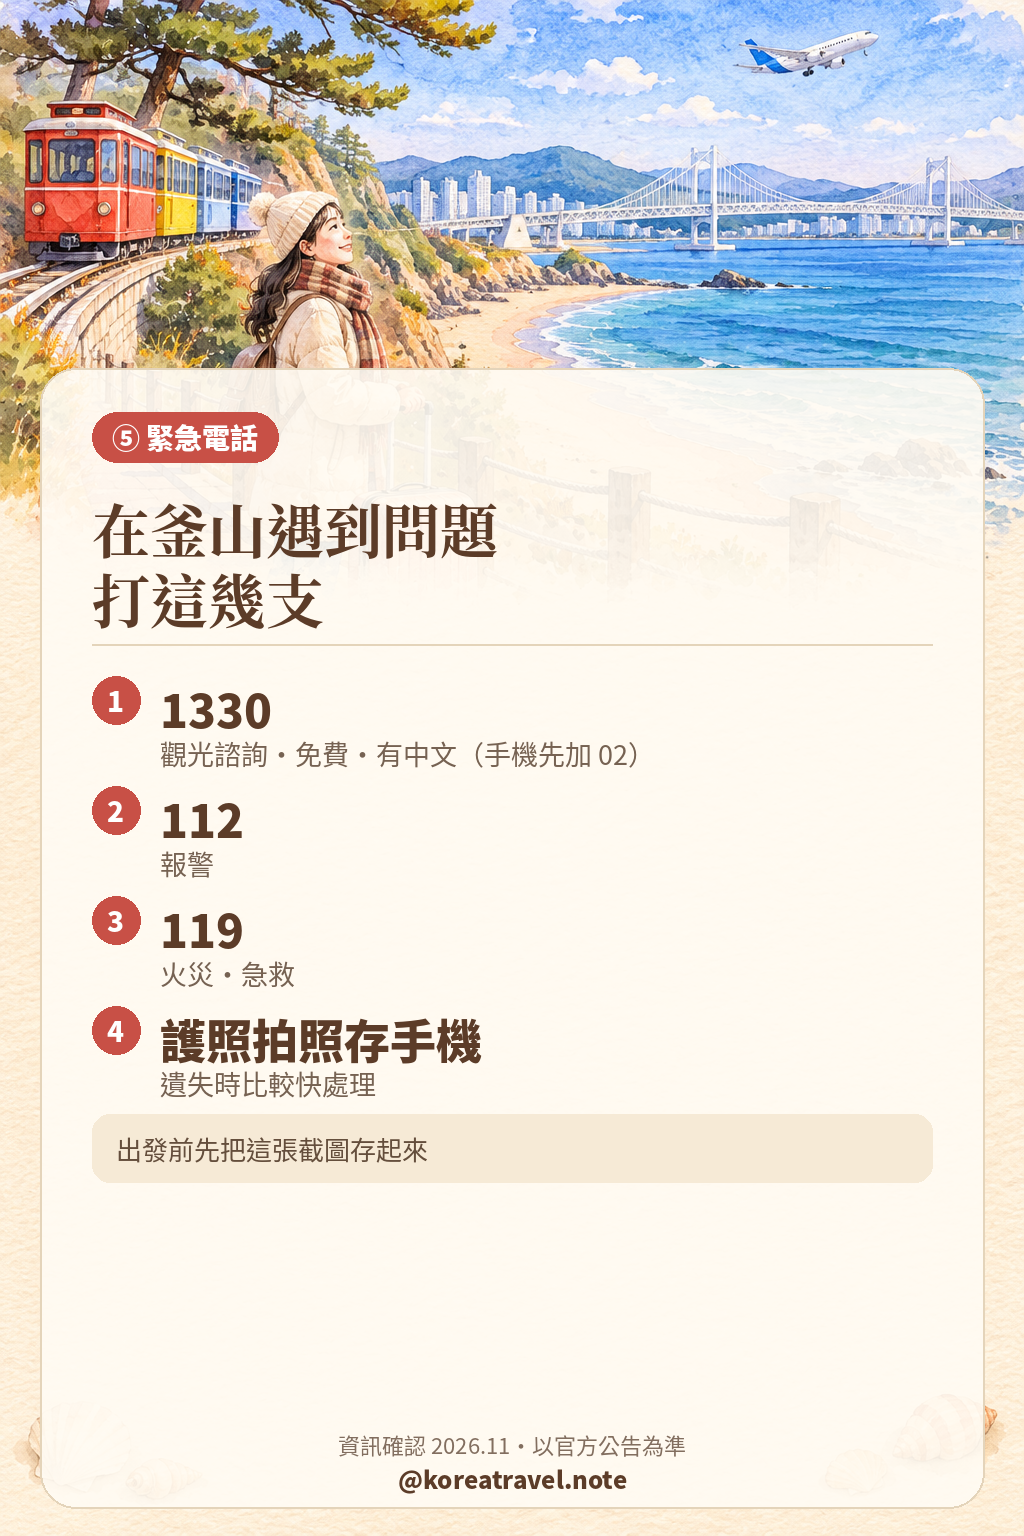 ⑤ 緊急電話
在釜山遇到問題
打這幾支
1 1330
觀光諮詢・免費・有中文（手機先加 02）
2 112
報警
3 119
火災・急救
4 護照拍照存手機
遺失時比較快處理
出發前先把這張截圖存起來
資訊確認 2026.11・以官方公告為準
@koreatravel.note